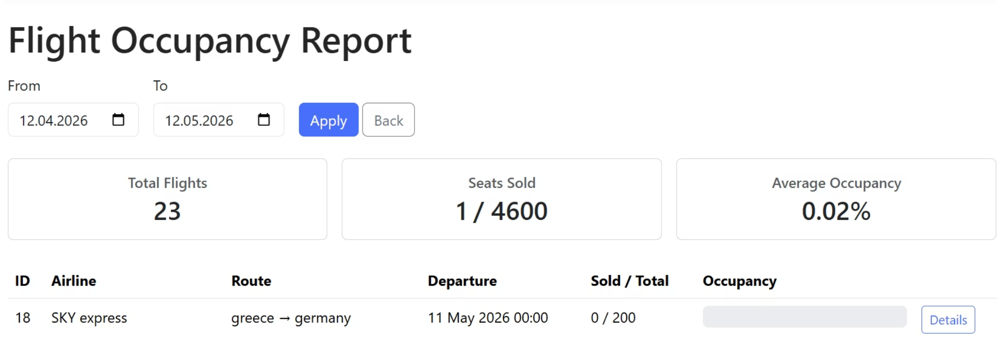 Flight Occupancy Report
From To
12.04.2026 12.05.2026 Apply Back
Total Flights Seats Sold Average Occupancy
23 1 / 4600 0.02%
ID Airline Route Departure Sold / Total Occupancy
18 SKY express greece → germany 11 May 2026 00:00 0 / 200 Details